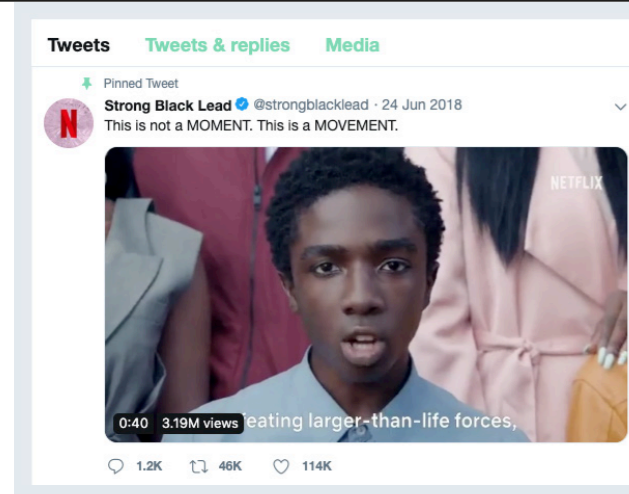 Tweets Tweets & replies Media
Pinned Tweet
Strong Black Lead @strongblacklead · 24 Jun 2018
This is not a MOMENT. This is a MOVEMENT.
N
NETFLIX
0:40 3.19M views eating larger-than-life forces,
1.2K 46K 114K